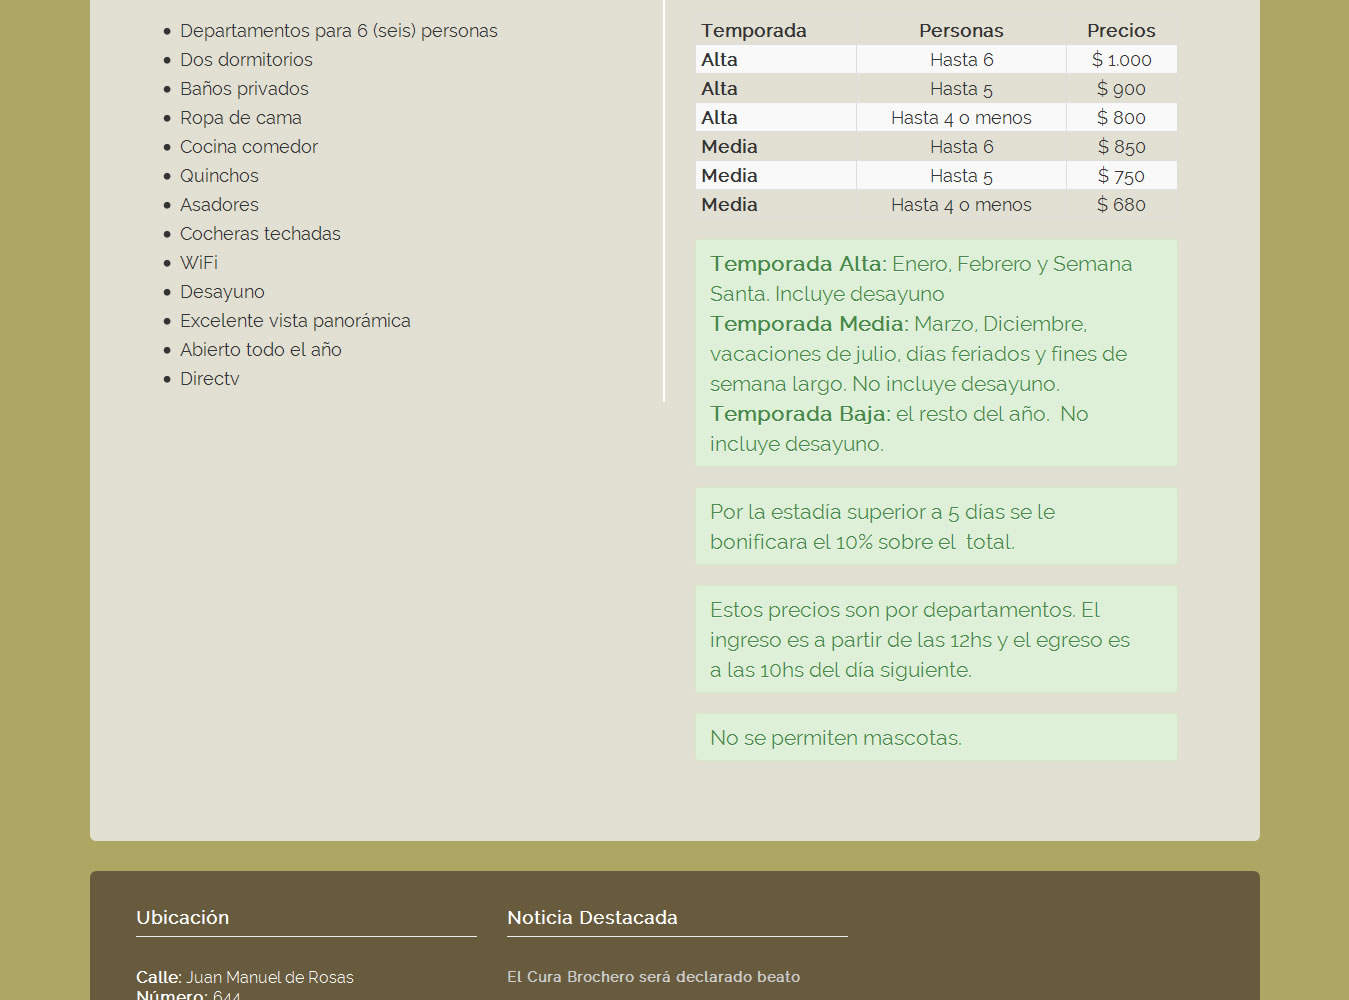 Departamentos para 6 (seis) personas
Dos dormitorios
Baños privados
Ropa de cama
Cocina comedor
Quinchos
Asadores
Cocheras techadas
WiFi
Desayuno
Excelente vista panorámica
Abierto todo el año
Directv
Temporada Personas Precios
Alta Hasta 6 $ 1.000
Alta Hasta 5 $ 900
Alta Hasta 4 o menos $ 800
Media Hasta 6 $ 850
Media Hasta 5 $ 750
Media Hasta 4 o menos $ 680
Temporada Alta: Enero, Febrero y Semana
Santa. Incluye desayuno
Temporada Media: Marzo, Diciembre,
vacaciones de julio, días feriados y fines de
semana largo. No incluye desayuno.
Temporada Baja: el resto del año. No
incluye desayuno.
Por la estadía superior a 5 días se le
bonificara el 10% sobre el total.
Estos precios son por departamentos. El
ingreso es a partir de las 12hs y el egreso es
a las 10hs del día siguiente.
No se permiten mascotas.
Ubicación
Calle: Juan Manuel de Rosas
Número: 644
Noticia Destacada
El Cura Brochero será declarado beato